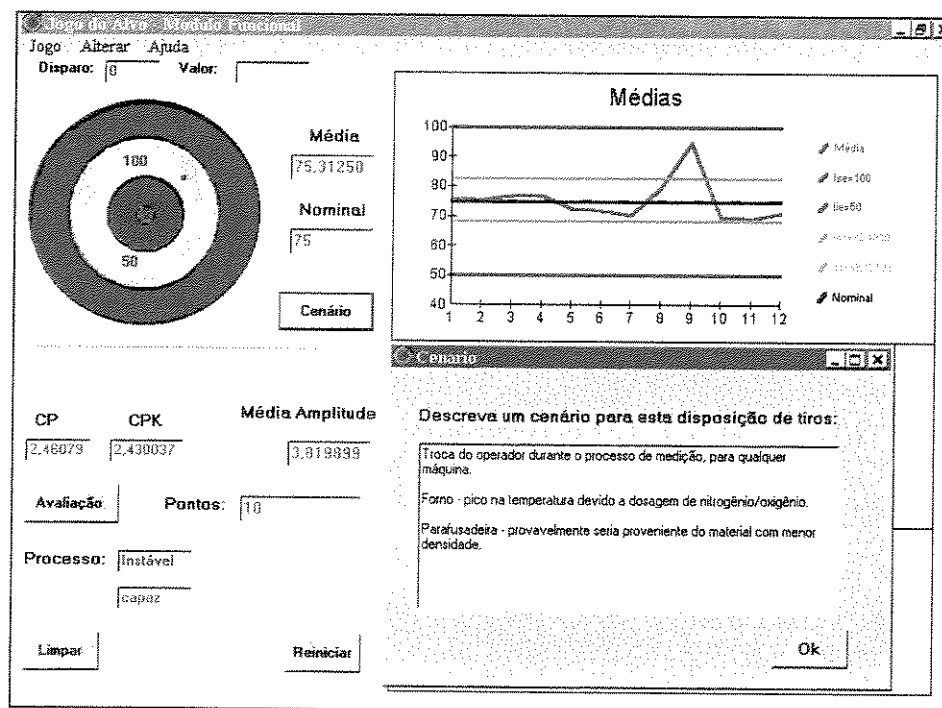 Jogo do Alvo - Modulo Funcional
Jogo Alterar Ajuda
Disparo: 0 Valor:
100
50
Média
75,31250
Nominal
75
Cenário
Médias
100
90
80
70
60
50
40
1 2 3 4 5 6 7 8 9 10 11 12
Média
lse=100
lie=50
Nominal
CP CPK Média Amplitude
2,46079 2,430037 3,819899
Avaliação Pontos: 10
Processo: Instável
capaz
Limpar Reiniciar
Cenario
Descreva um cenário para esta disposição de tiros:
Troca do operador durante o processo de medição, para qualquer
máquina.
Forno - pico na temperatura devido a dosagem de nitrogênio/oxigênio.
Parafusadeira - provavelmente seria proveniente do material com menor
densidade.
Ok